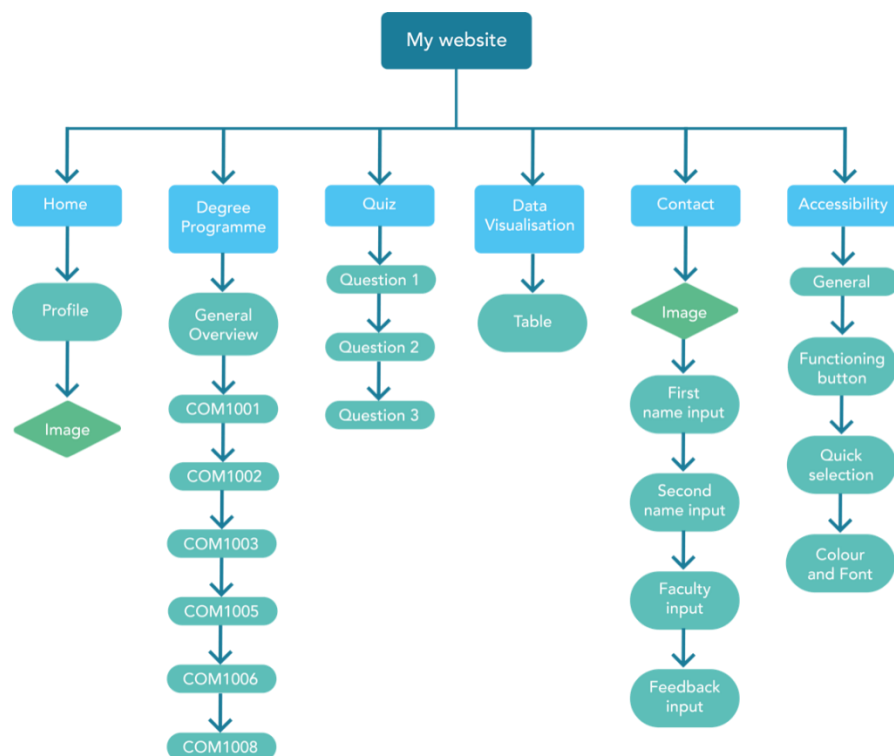 My website
Home
Degree
Programme
Quiz
Data
Visualisation
Contact
Accessibility
Profile
Image
General
Overview
COM1001
COM1002
COM1003
COM1005
COM1006
COM1008
Question 1
Question 2
Question 3
Table
Image
First
name input
Second
name input
Faculty
input
Feedback
input
General
Functioning
button
Quick
selection
Colour
and Font